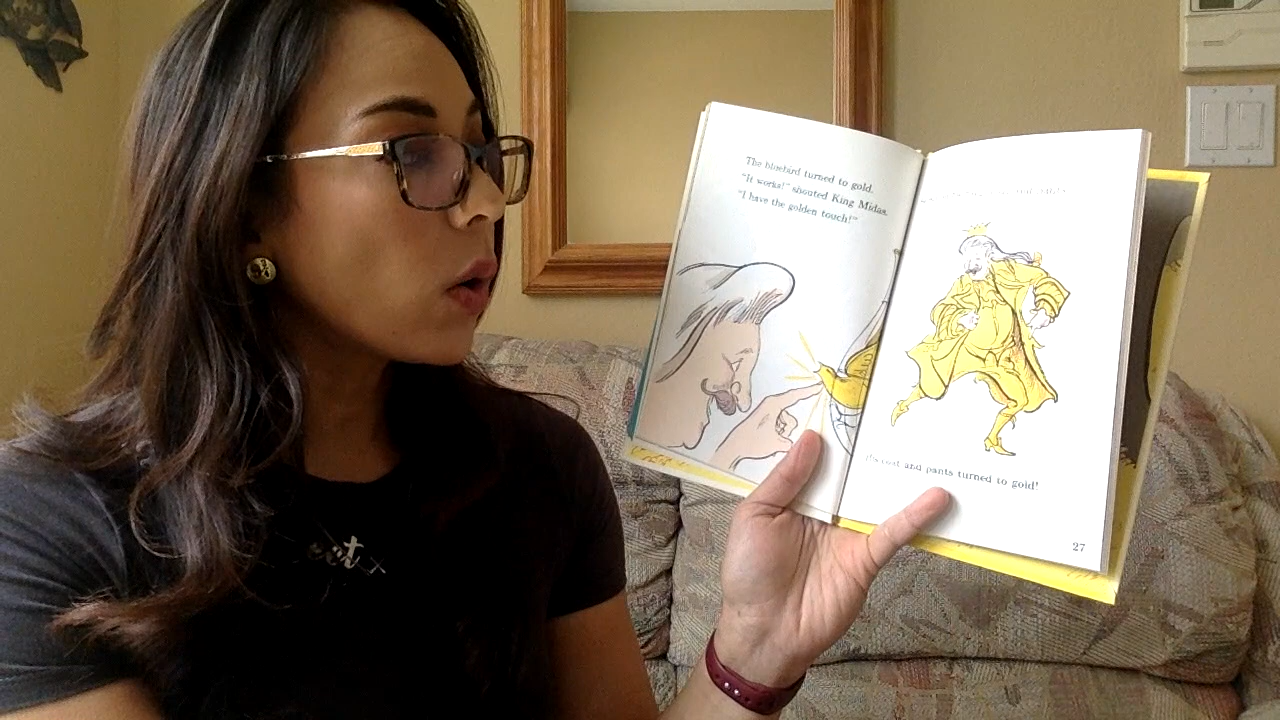 The bluebird turned to gold.
"It works!" shouted King Midas.
"I have the golden touch!"
coat and pants turned to gold!
27